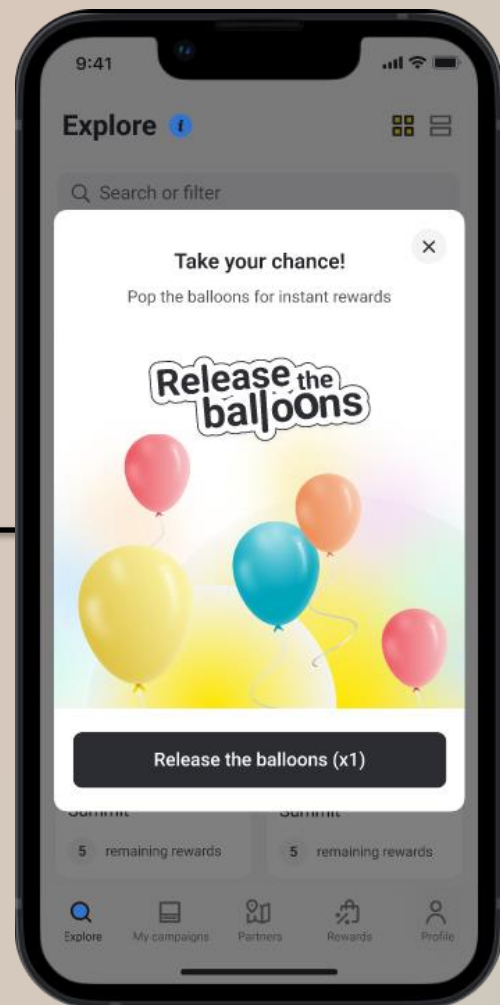 9:41
Explore i
Search or filter
Take your chance!
Pop the balloons for instant rewards
Release the
balloons
Release the balloons (x1)
Summit
Summit
5 remaining rewards
5 remaining rewards
Explore
My campaigns
Partners
Rewards
Profile